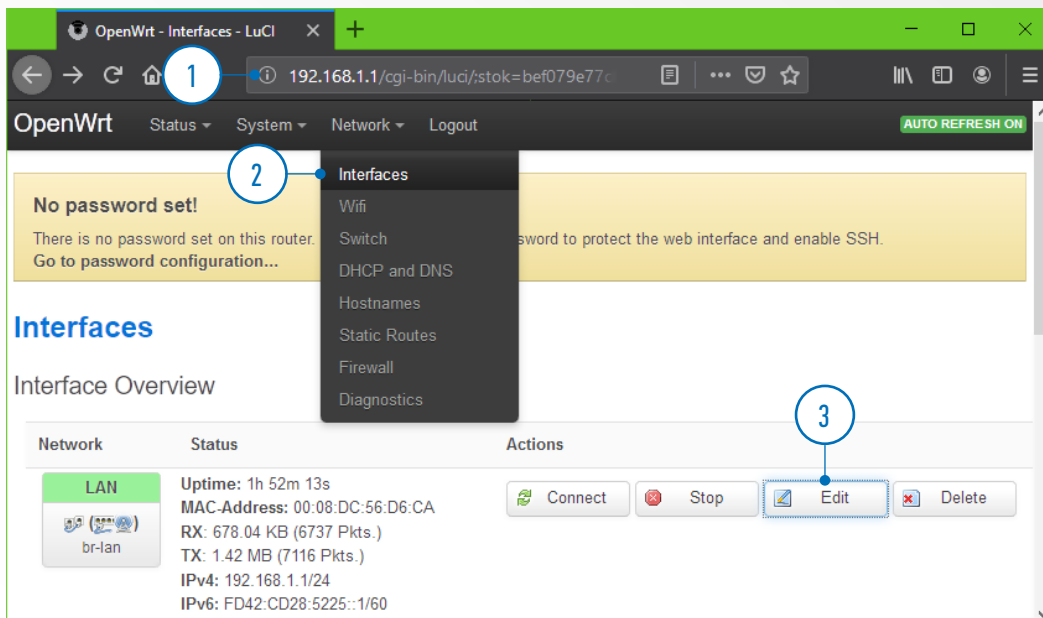 OpenWrt - Interfaces - LuCI
1
192.168.1.1/cgi-bin/luci/;stok=bef079e77c
OpenWrt Status System Network Logout AUTO REFRESH ON
2
Interfaces
Wifi
Switch
DHCP and DNS
Hostnames
Static Routes
Firewall
Diagnostics
No password set!
There is no password set on this router. sword to protect the web interface and enable SSH.
Go to password configuration...
Interfaces
Interface Overview
3
Network Status Actions
LAN
br-lan
Uptime: 1h 52m 13s
MAC-Address: 00:08:DC:56:D6:CA
RX: 678.04 KB (6737 Pkts.)
TX: 1.42 MB (7116 Pkts.)
IPv4: 192.168.1.1/24
IPv6: FD42:CD28:5225::1/60
Connect Stop Edit Delete